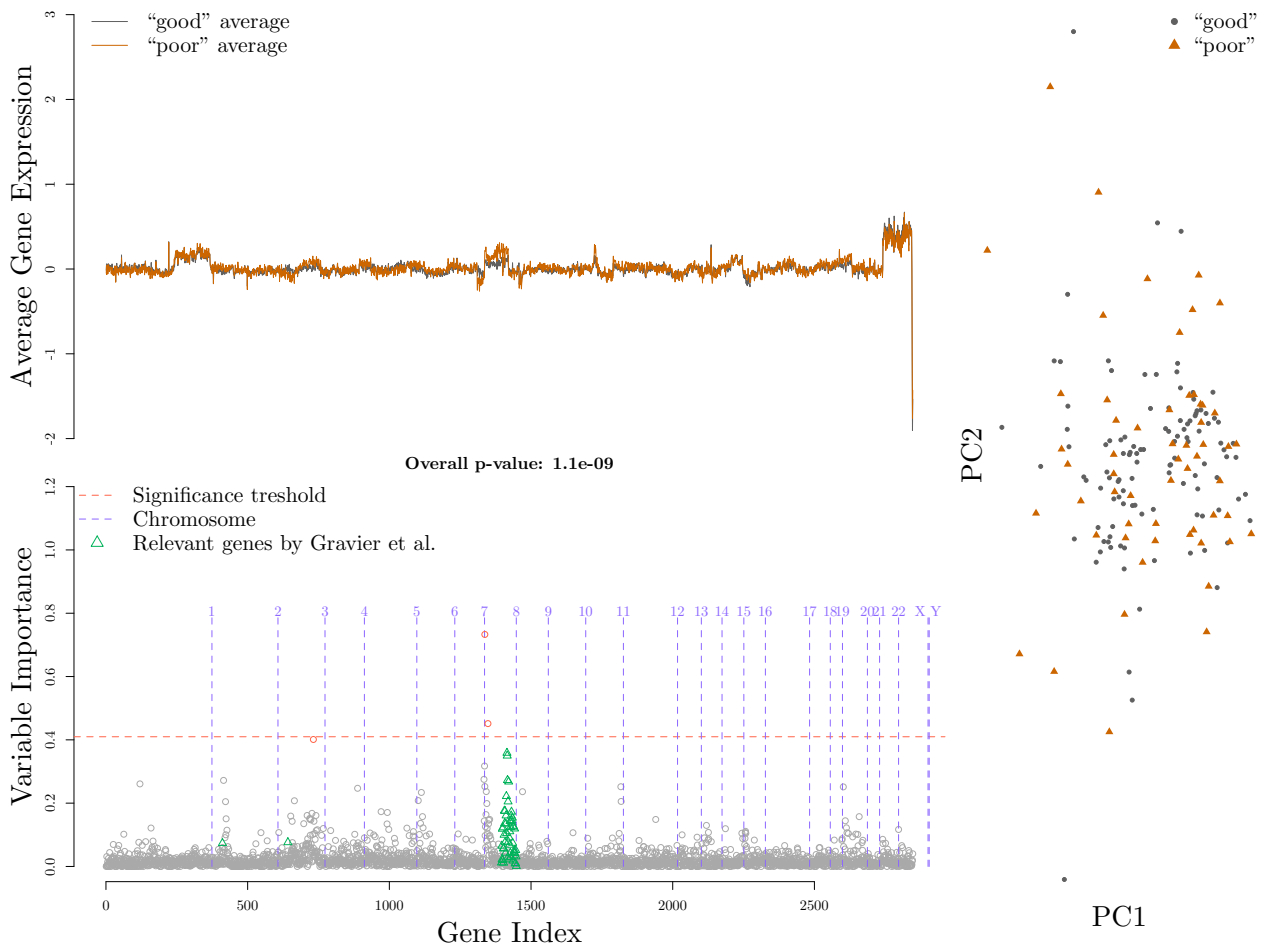 “good” average
“poor” average
Average Gene Expression
3
2
1
0
-1
-2
“good”
“poor”
PC2
PC1
Overall p-value: 1.1e-09
Significance treshold
Chromosome
Relevant genes by Gravier et al.
Variable Importance
1.2
1.0
0.8
0.6
0.4
0.2
0.0
1 2 3 4 5 6 7 8 9 10 11 12 13 14 15 16 17 18 19 20 21 22 X Y
0 500 1000 1500 2000 2500
Gene Index